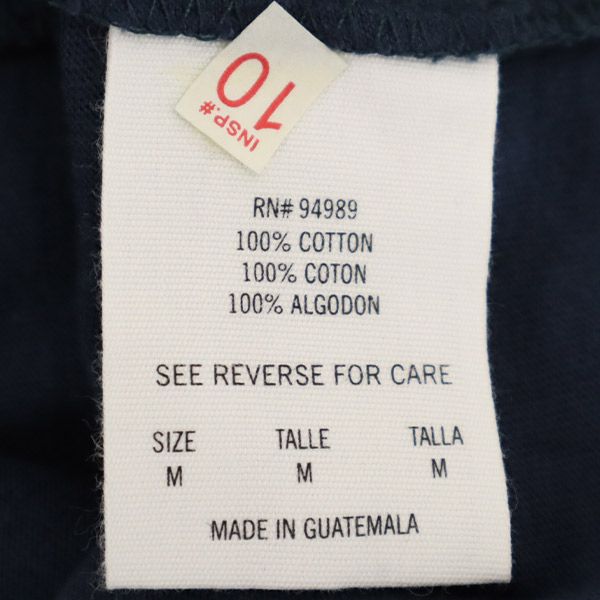 10
INSP.#
RN# 94989
100% COTTON
100% COTON
100% ALGODON
SEE REVERSE FOR CARE
SIZE TALLE TALLA
M M M
MADE IN GUATEMALA